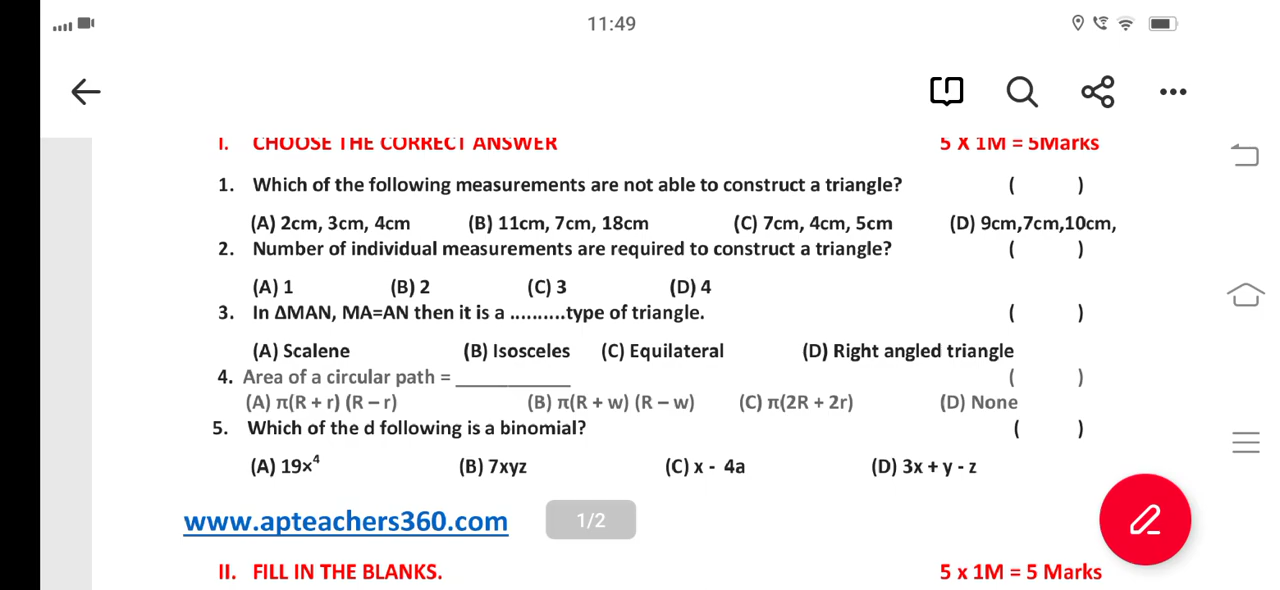 11:49
I. CHOOSE THE CORRECT ANSWER 5 X 1M = 5Marks
1. Which of the following measurements are not able to construct a triangle? ( )
(A) 2cm, 3cm, 4cm (B) 11cm, 7cm, 18cm (C) 7cm, 4cm, 5cm (D) 9cm,7cm,10cm,
2. Number of individual measurements are required to construct a triangle? ( )
(A) 1 (B) 2 (C) 3 (D) 4
3. In ΔMAN, MA=AN then it is a ..........type of triangle. ( )
(A) Scalene (B) Isosceles (C) Equilateral (D) Right angled triangle
4. Area of a circular path = ____________ ( )
(A) π(R + r) (R – r) (B) π(R + w) (R – w) (C) π(2R + 2r) (D) None
5. Which of the d following is a binomial? ( )
(A) 19x⁴ (B) 7xyz (C) x - 4a (D) 3x + y - z
www.apteachers360.com 1/2
II. FILL IN THE BLANKS. 5 x 1M = 5 Marks